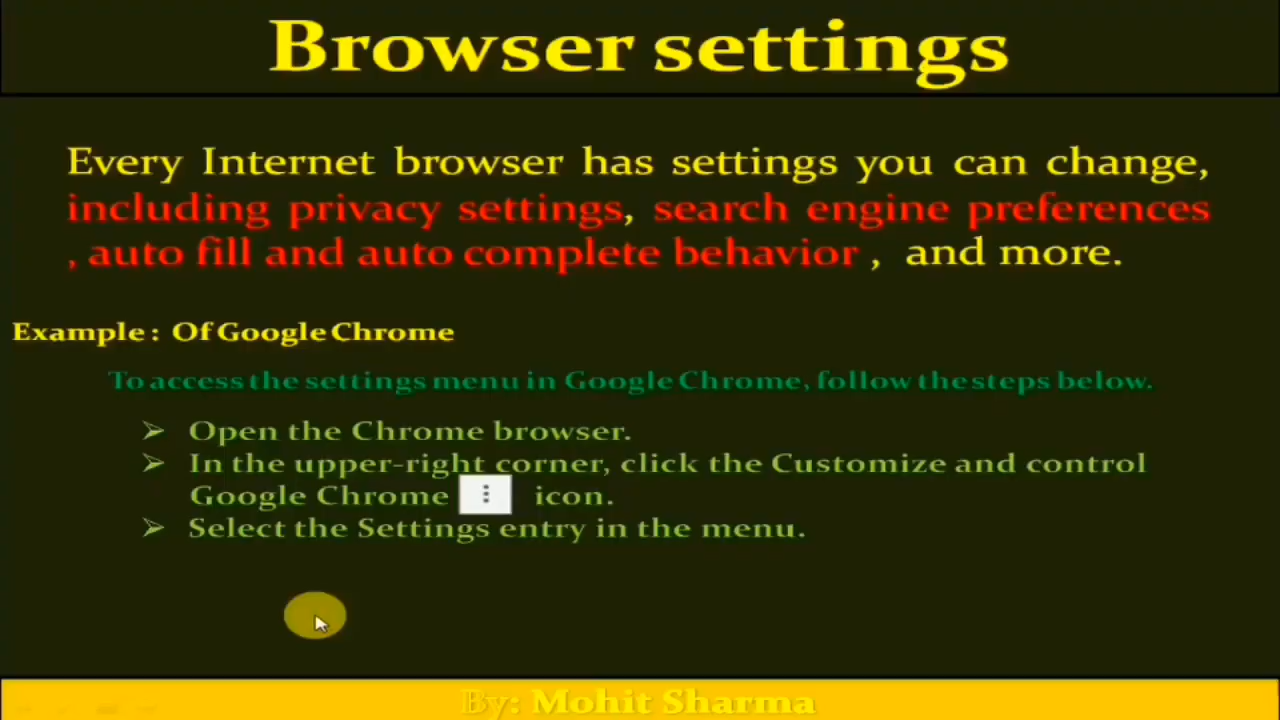 Browser settings
Every Internet browser has settings you can change,
including privacy settings, search engine preferences
, auto fill and auto complete behavior , and more.
Example : Of Google Chrome
To access the settings menu in Google Chrome, follow the steps below.
➢ Open the Chrome browser.
➢ In the upper-right corner, click the Customize and control
Google Chrome ⋮ icon.
➢ Select the Settings entry in the menu.
By: Mohit Sharma